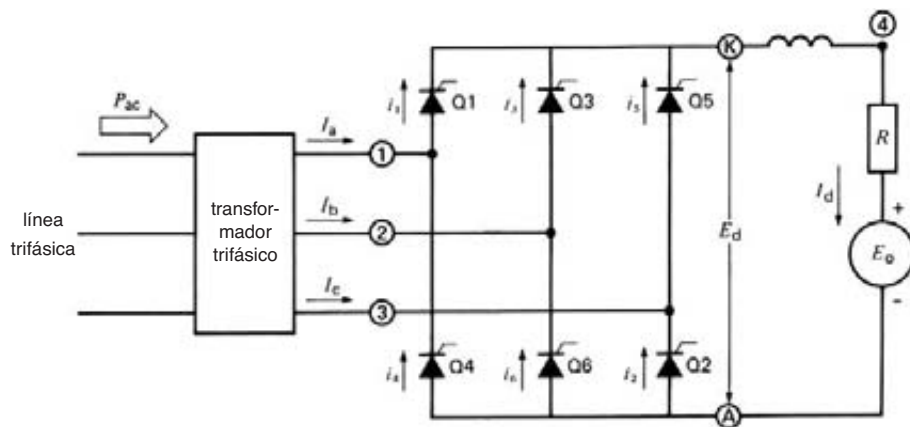 4
K
P_ac
i_1 Q1 i_3 Q3 i_5 Q5
I_a
1
R
línea
trifásica
transfor-
mador
trifásico
I_b
2
E_d
I_d
+
E_o
-
I_c
3
i_4 Q4 i_6 Q6 i_2 Q2
A